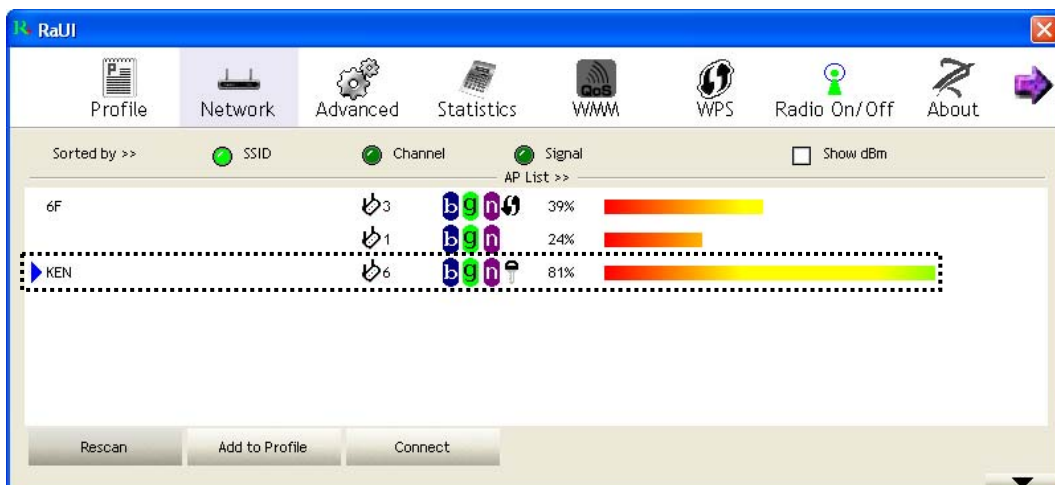 RaUI
Profile Network Advanced Statistics QoS WMM WPS Radio On/Off About
Sorted by >> SSID Channel Signal Show dBm
AP List >>
6F 3 b g n 39%
1 b g n 24%
KEN 6 b g n 81%
Rescan Add to Profile Connect